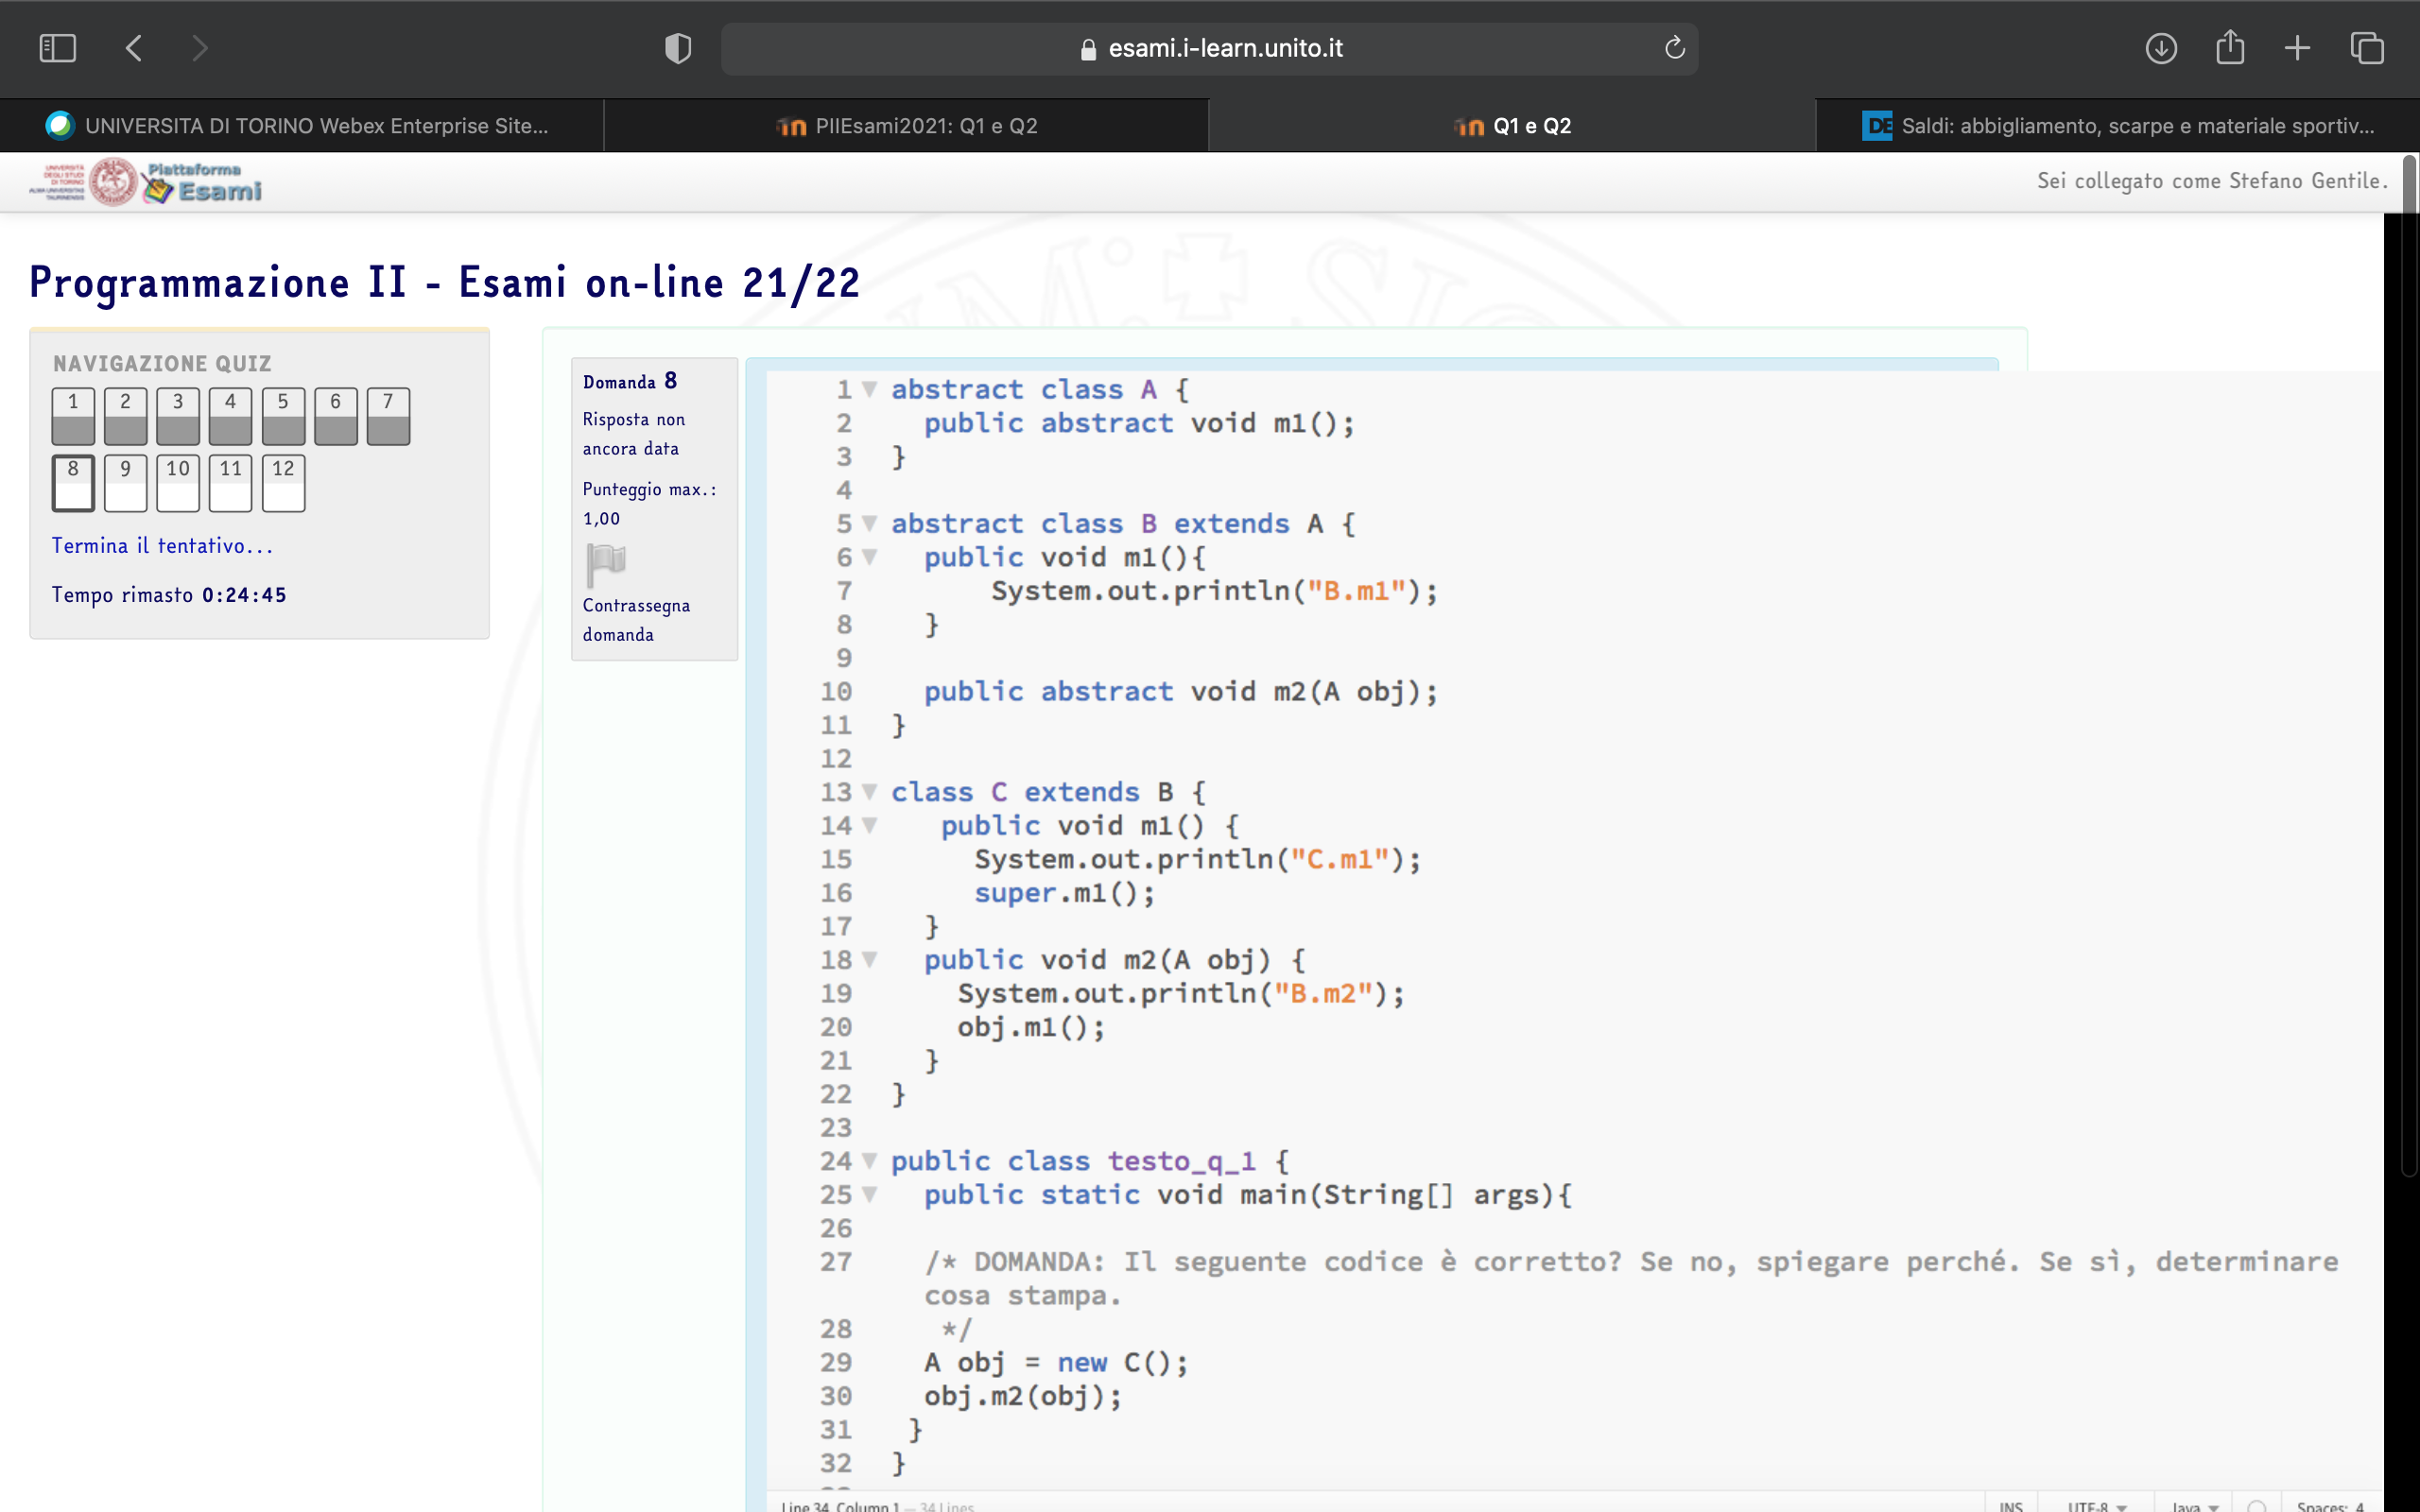 esami.i-learn.unito.it
UNIVERSITA DI TORINO Webex Enterprise Site...
PIIEsami2021: Q1 e Q2
Q1 e Q2
DE Saldi: abbigliamento, scarpe e materiale sportiv...
UNIVERSITÀ
DEGLI STUDI
DI TORINO
ALMA UNIVERSITAS
TAURINENSIS
Piattaforma
Esami
Sei collegato come Stefano Gentile.
Programmazione II - Esami on-line 21/22
NAVIGAZIONE QUIZ
1 2 3 4 5 6 7
8 9 10 11 12
Termina il tentativo...
Tempo rimasto 0:24:45
Domanda 8
Risposta non
ancora data
Punteggio max.:
1,00
Contrassegna
domanda
1 abstract class A {
2   public abstract void m1();
3 }
4
5 abstract class B extends A {
6   public void m1(){
7       System.out.println("B.m1");
8   }
9
10   public abstract void m2(A obj);
11 }
12
13 class C extends B {
14    public void m1() {
15      System.out.println("C.m1");
16      super.m1();
17   }
18   public void m2(A obj) {
19     System.out.println("B.m2");
20     obj.m1();
21   }
22 }
23
24 public class testo_q_1 {
25   public static void main(String[] args){
26
27   /* DOMANDA: Il seguente codice è corretto? Se no, spiegare perché. Se sì, determinare
cosa stampa.
28    */
29   A obj = new C();
30   obj.m2(obj);
31  }
32 }
Line 34, Column 1 — 34 Lines
INS UTF-8 Java Spaces: 4